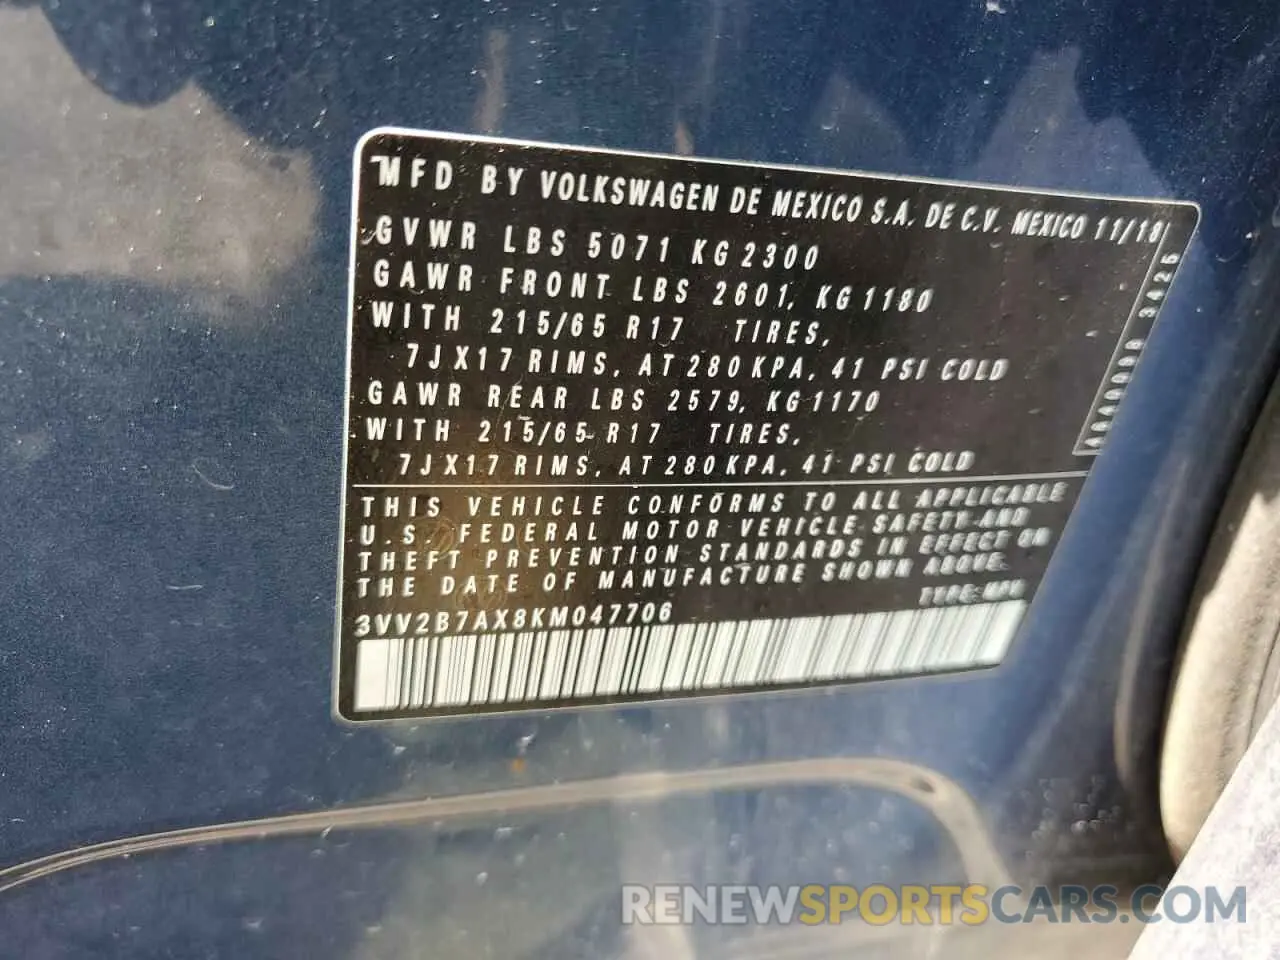 MFD BY VOLKSWAGEN DE MEXICO S.A. DE C.V. MEXICO 11/18
GVWR LBS 5071 KG 2300
GAWR FRONT LBS 2601, KG 1180
WITH 215/65 R17 TIRES,
7JX17 RIMS, AT 280 KPA, 41 PSI COLD
GAWR REAR LBS 2579, KG 1170
WITH 215/65 R17 TIRES,
7JX17 RIMS, AT 280 KPA, 41 PSI COLD
THIS VEHICLE CONFORMS TO ALL APPLICABLE
U.S. FEDERAL MOTOR VEHICLE SAFETY AND
THEFT PREVENTION STANDARDS IN EFFECT ON
THE DATE OF MANUFACTURE SHOWN ABOVE.
TYPE: MPV
3VV2B7AX8KM047706
3426
RENEWSPORTSCARS.COM